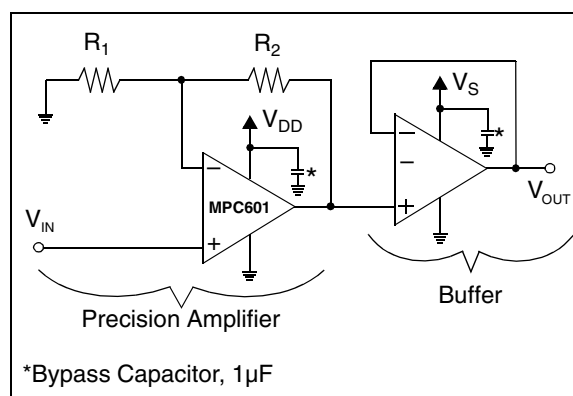 R1
R2
VDD
VS
*
*
−
−
−
MPC601
VIN
+
+
VOUT
Precision Amplifier
Buffer
*Bypass Capacitor, 1µF